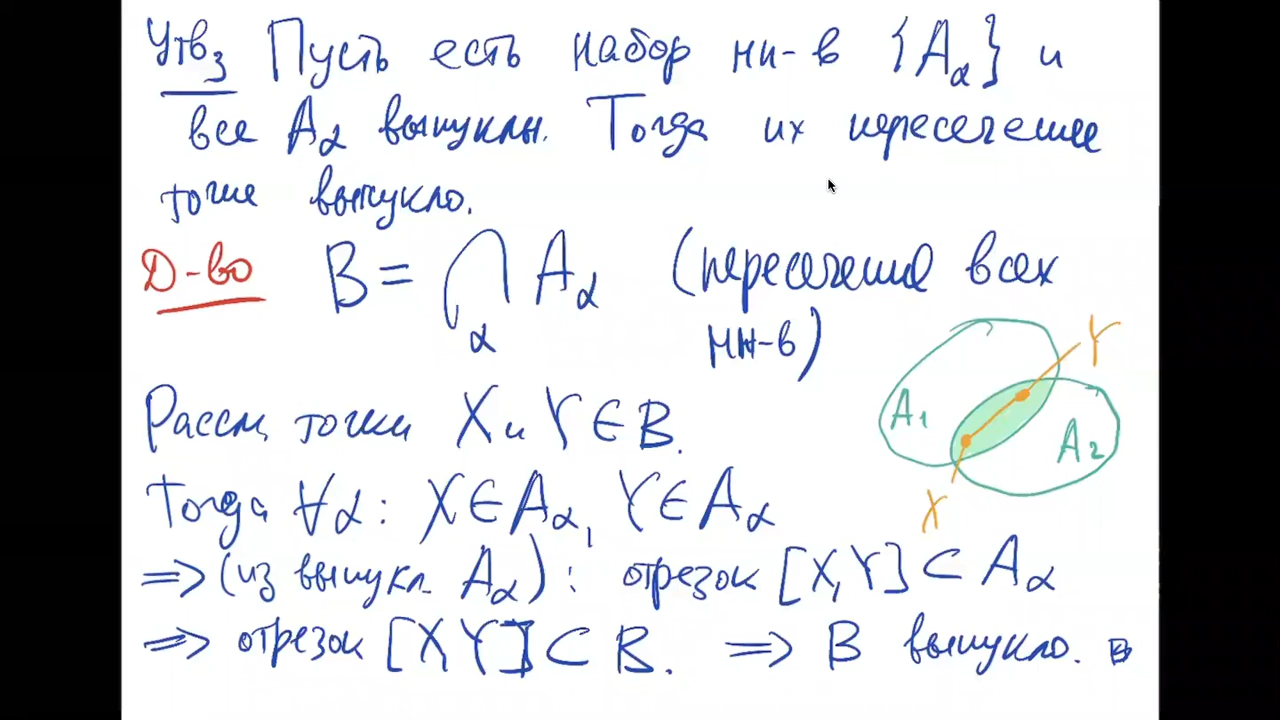 Утв3 Пусть есть набор мн-в {Aα} и
все Aα выпуклы. Тогда их пересечение
тоже выпукло.
Д-во B = ⋂α Aα (пересечение всех
мн-в)
Рассм. точки X и Y ∈ B.
Тогда ∀α: X ∈ Aα, Y ∈ Aα
=> (из выпукл. Aα): отрезок [X,Y] ⊂ Aα
=> отрезок [X,Y] ⊂ B. => B выпукло.
Y
A1
A2
X